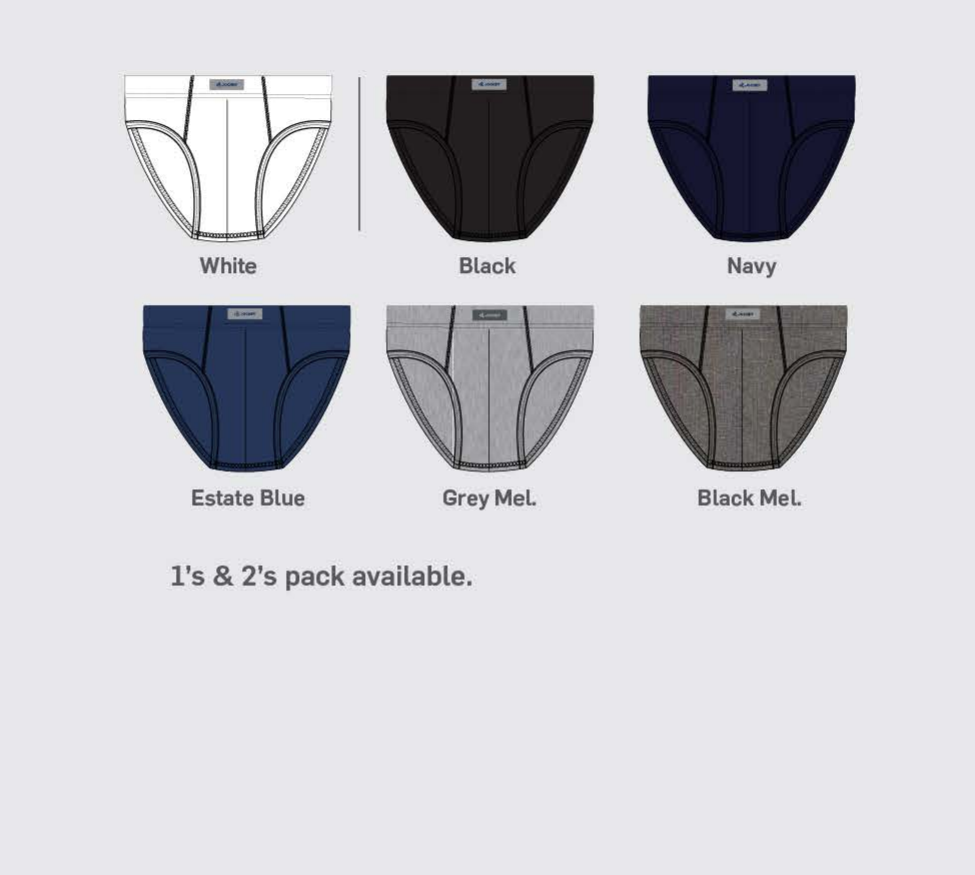 White
Black
Navy
Estate Blue
Grey Mel.
Black Mel.
1's & 2's pack available.